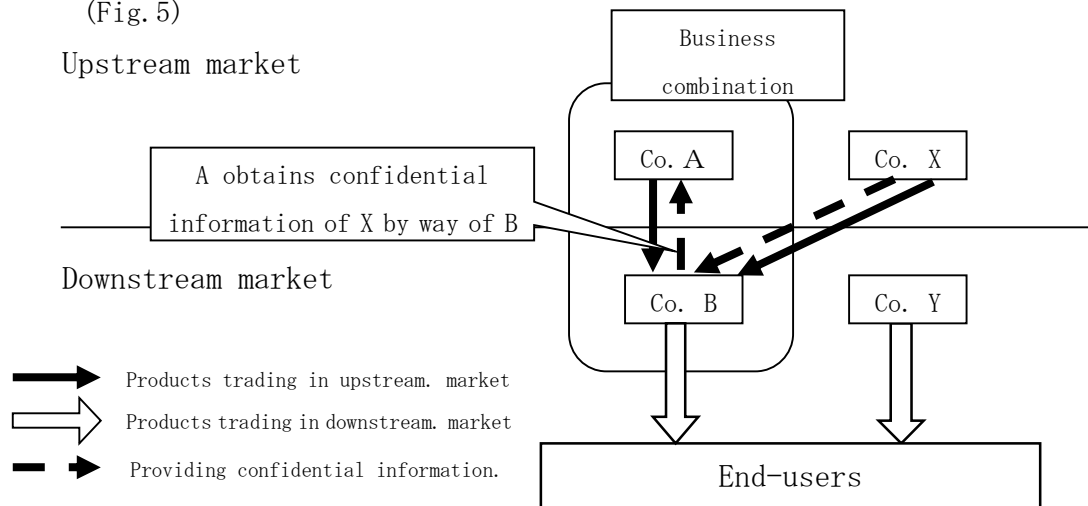 (Fig.5)
Upstream market
Business
combination
Co. A
Co. X
A obtains confidential
information of X by way of B
Downstream market
Co. B
Co. Y
Products trading in upstream. market
Products trading in downstream. market
Providing confidential information.
End-users